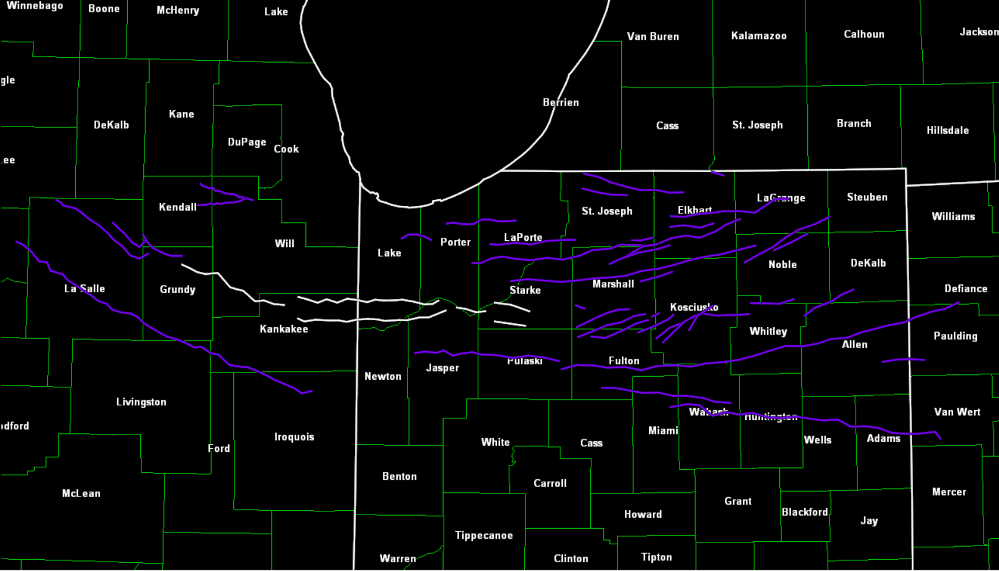 Winnebago
Boone
McHenry
Lake
Van Buren
Kalamazoo
Calhoun
Jackson
gle
Berrien
Kane
DeKalb
Cass
St. Joseph
Branch
Hillsdale
DuPage
Cook
ee
Kendall
St. Joseph
Elkhart
LaGrange
Steuben
Williams
Will
Lake
Porter
LaPorte
La Salle
Grundy
Starke
Marshall
Noble
DeKalb
Defiance
Kankakee
Kosciusko
Whitley
Allen
Paulding
Newton
Jasper
Pulaski
Fulton
Livingston
Wabash
Huntington
Van Wert
dford
Iroquois
Ford
White
Cass
Miami
Wells
Adams
McLean
Benton
Carroll
Grant
Blackford
Mercer
Howard
Jay
Tippecanoe
Warren
Clinton
Tipton